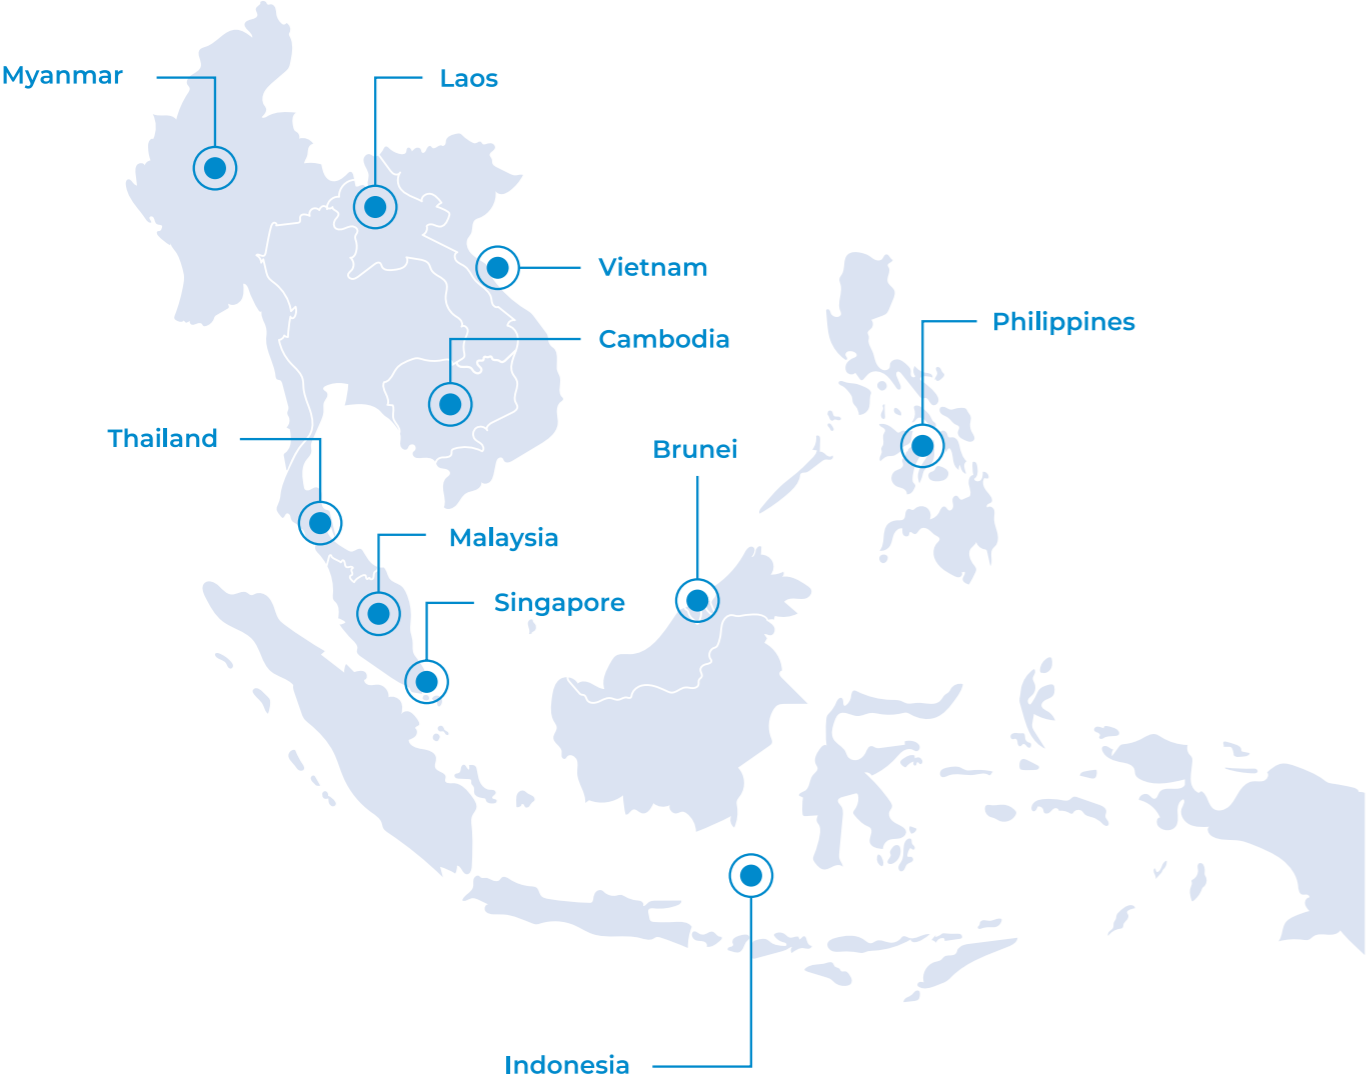 Myanmar
Laos
Vietnam
Philippines
Cambodia
Thailand
Brunei
Malaysia
Singapore
Indonesia